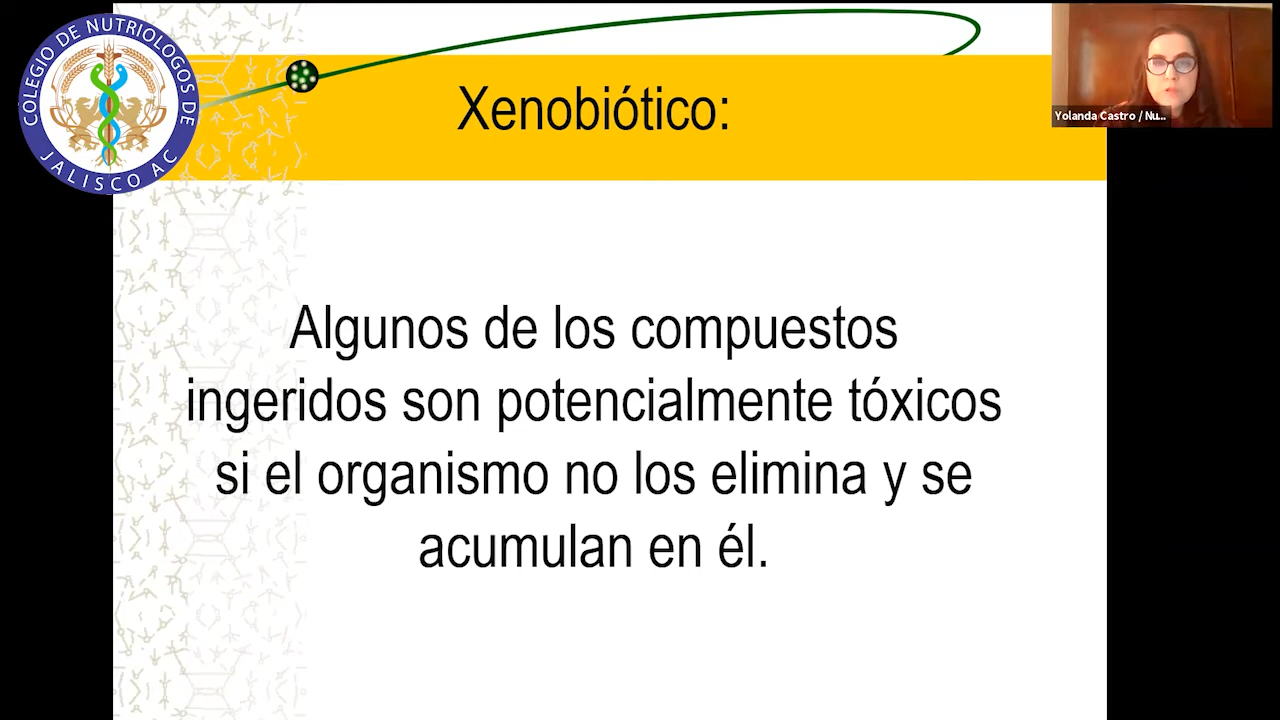 COLEGIO DE NUTRIOLOGOS DE
JALISCO AC
Xenobiótico:
Yolanda Castro / Nu...
Algunos de los compuestos
ingeridos son potencialmente tóxicos
si el organismo no los elimina y se
acumulan en él.